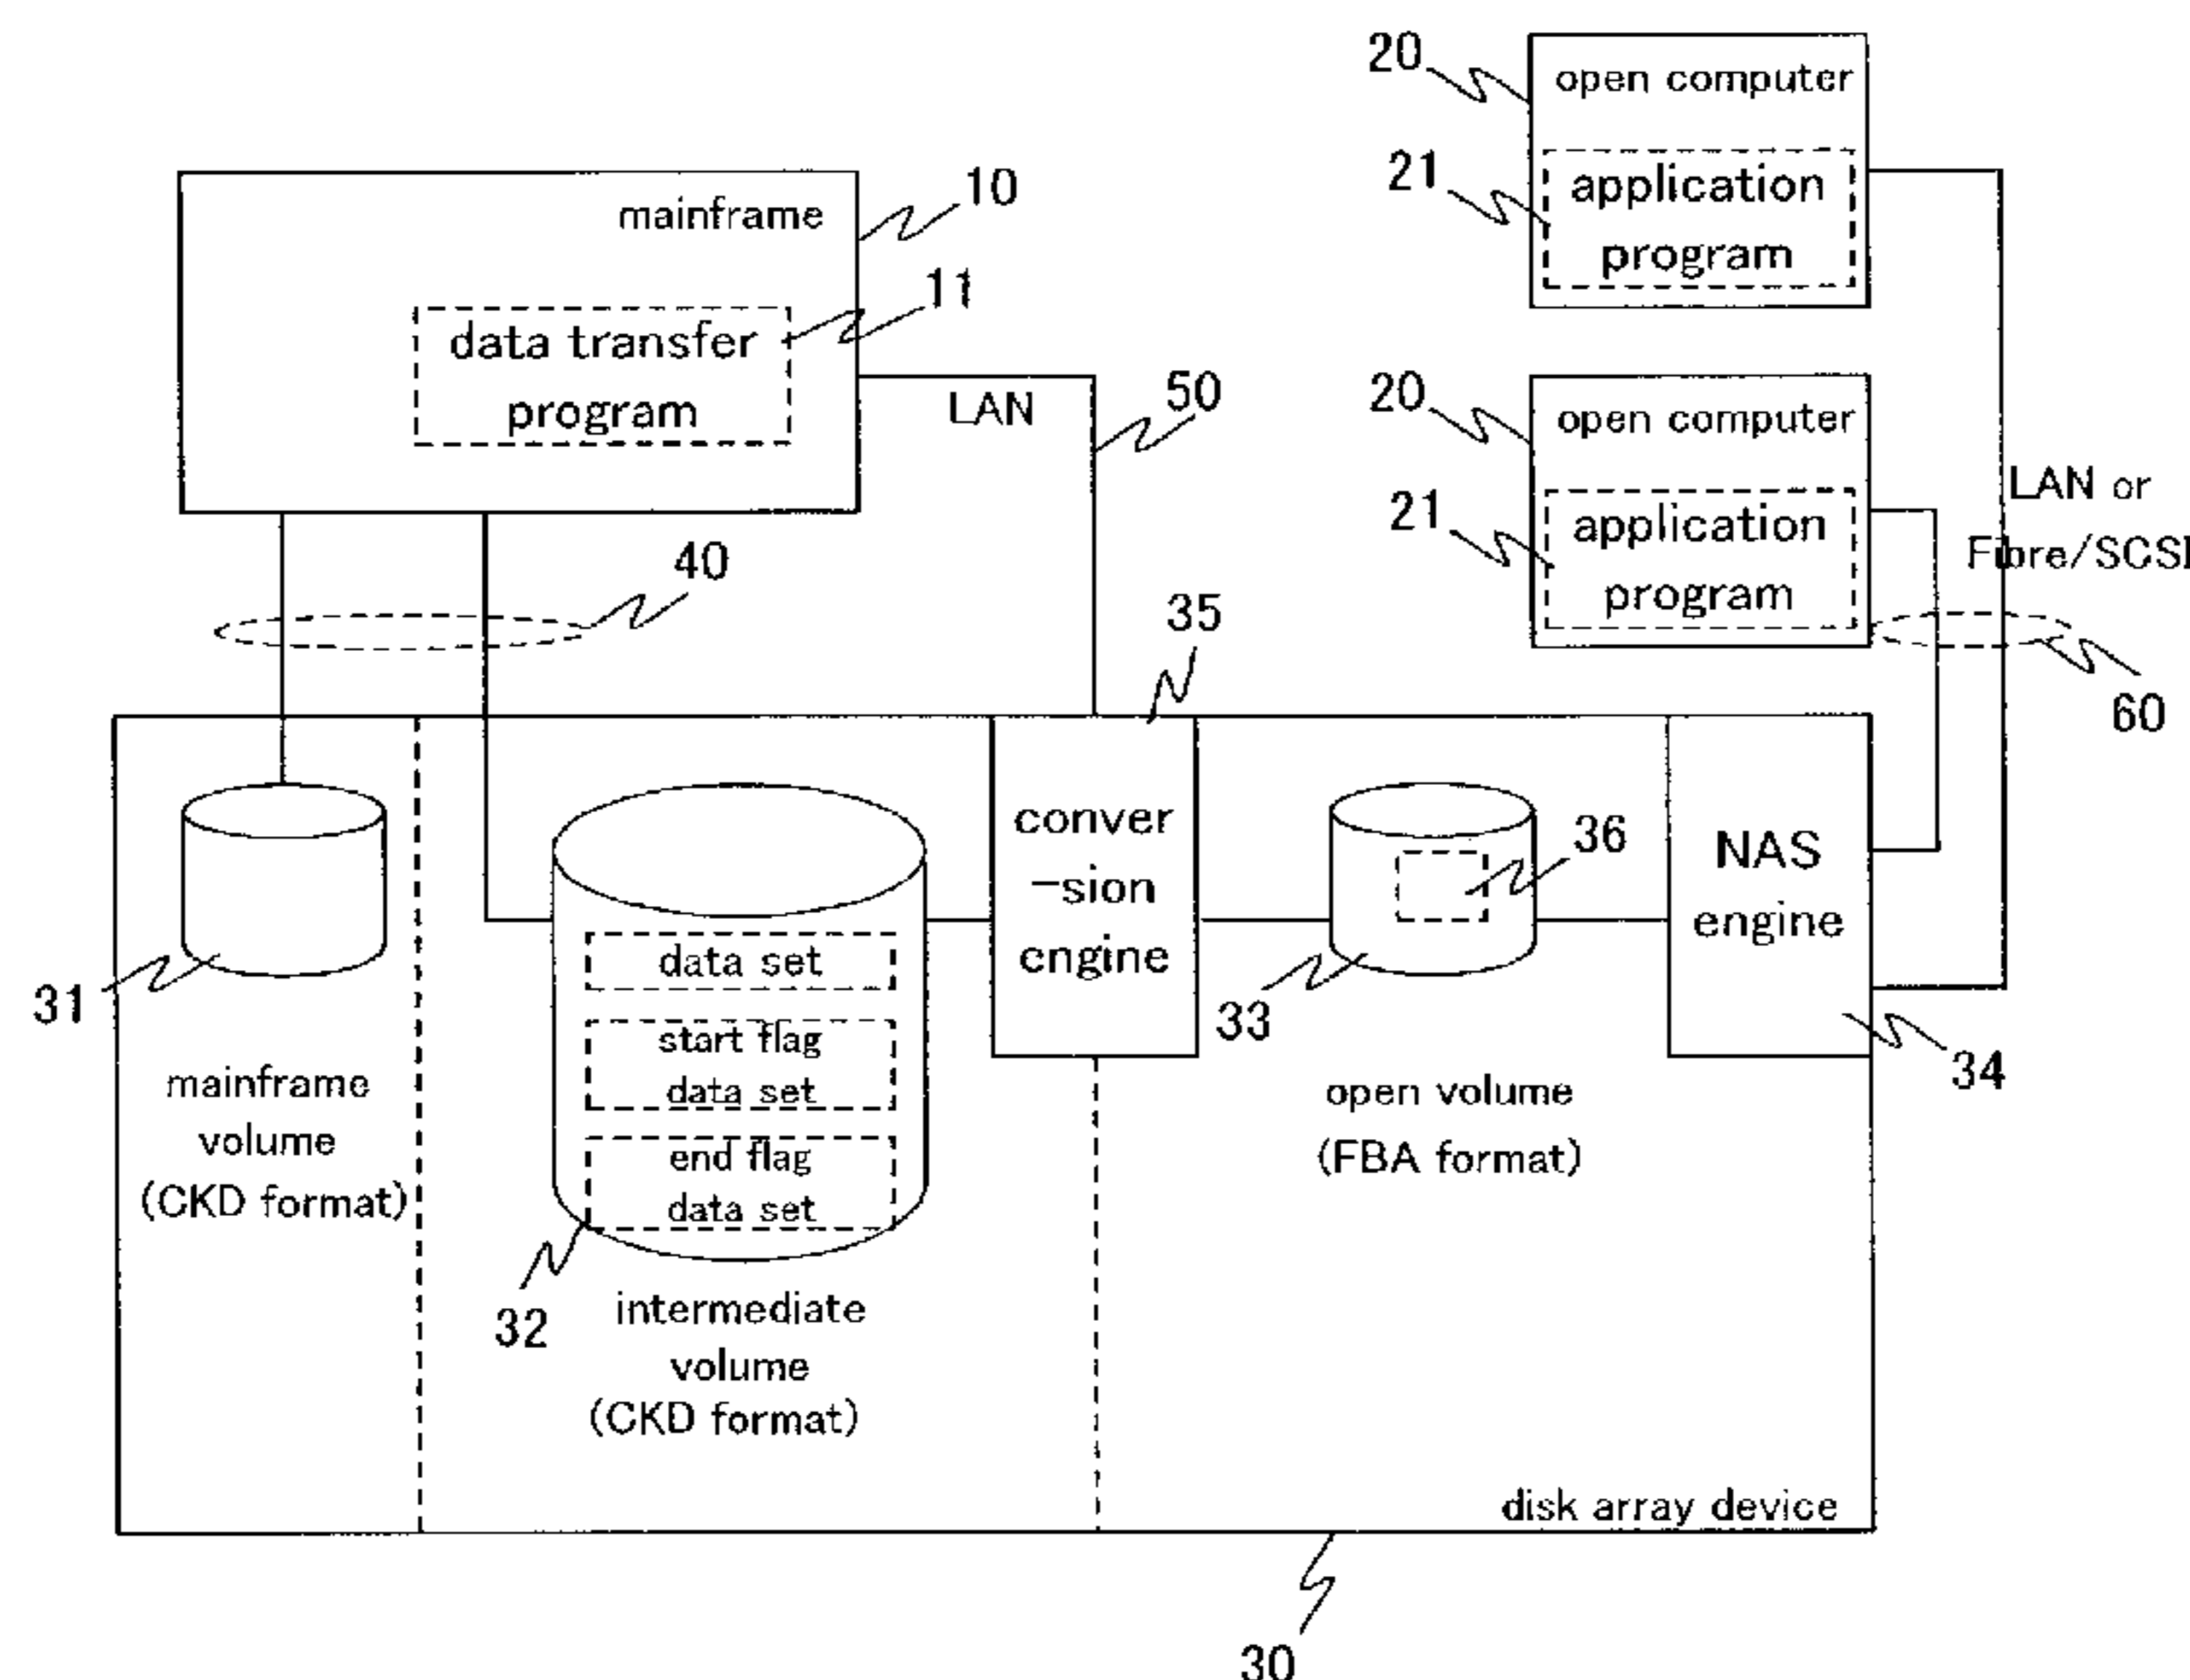 20
open computer
21
application
program
10
mainframe
11
data transfer
program
LAN
50
20
open computer
21
application
program
LAN or
Fibre/SCSI
40
35
60
conver
-sion
engine
36
NAS
engine
31
33
34
data set
start flag
data set
end flag
data set
mainframe
volume
(CKD format)
open volume
(FBA format)
32
intermediate
volume
(CKD format)
disk array device
30